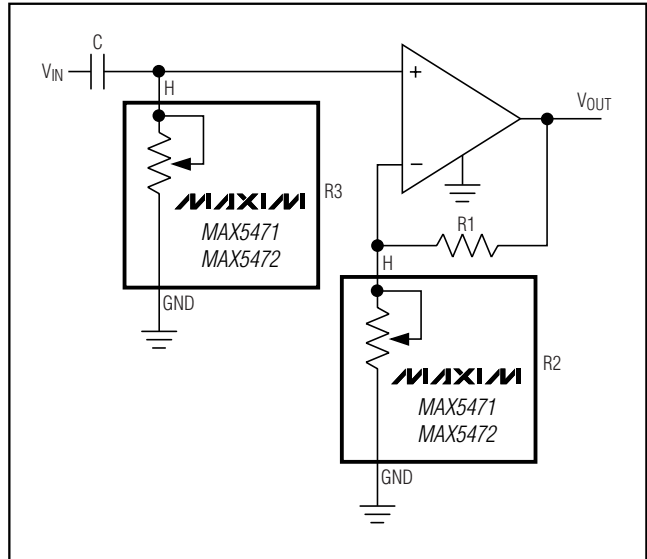 C
V_IN
H
+
V_OUT
−
MAXIM
MAX5471
MAX5472
R3
R1
H
GND
MAXIM
MAX5471
MAX5472
R2
GND